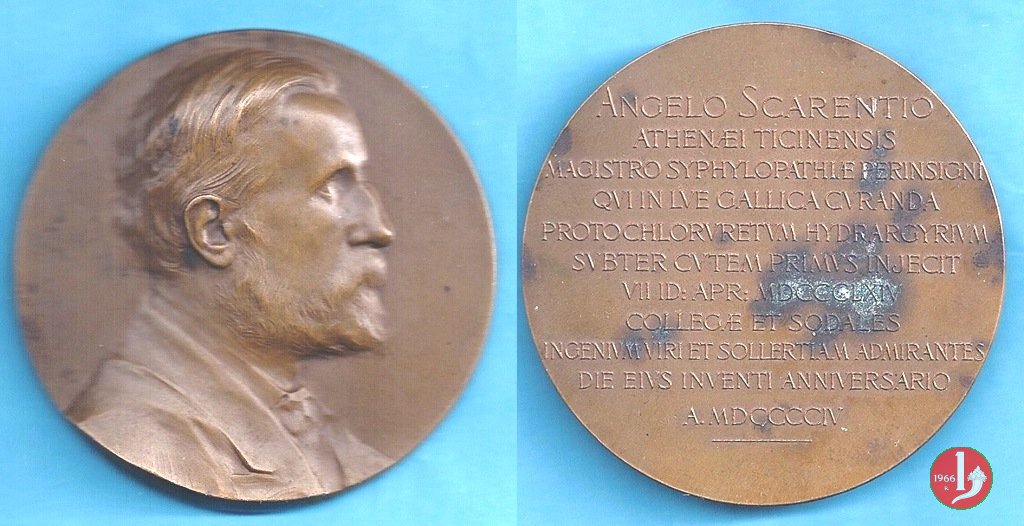 ANGELO SCARENTIO
ATHENÆI TICINENSIS
MAGISTRO SYPHYLOPATHIÆ PERINSIGNI
QVI IN LVE GALLICA CVRANDA
PROTOCHLORVRETVM HYDRARGYRIVM
SVBTER CVTEM PRIMVS INJECIT
VII ID: APR: MDCCCLXIV
COLLEGÆ ET SODALES
INGENIVM VIRI ET SOLLERTIAM ADMIRANTES
DIE EIVS INVENTI ANNIVERSARIO
A. MDCCCCIV
1966